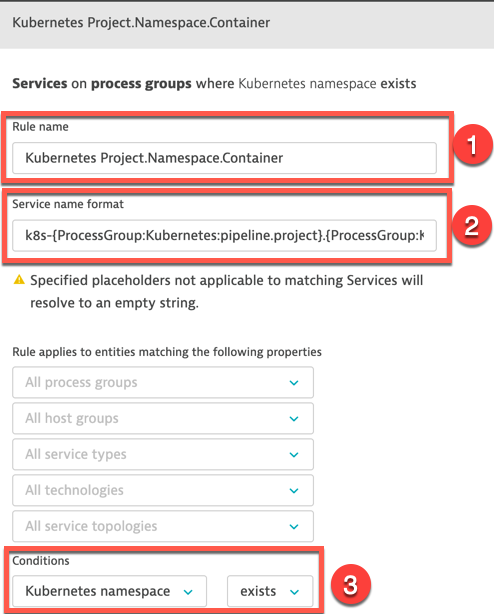 Kubernetes Project.Namespace.Container
Services on process groups where Kubernetes namespace exists
Rule name
Kubernetes Project.Namespace.Container
1
Service name format
k8s-{ProcessGroup:Kubernetes:pipeline.project}.{ProcessGroup:K
2
Specified placeholders not applicable to matching Services will
resolve to an empty string.
Rule applies to entities matching the following properties
All process groups
All host groups
All service types
All technologies
All service topologies
Conditions
Kubernetes namespace exists
3